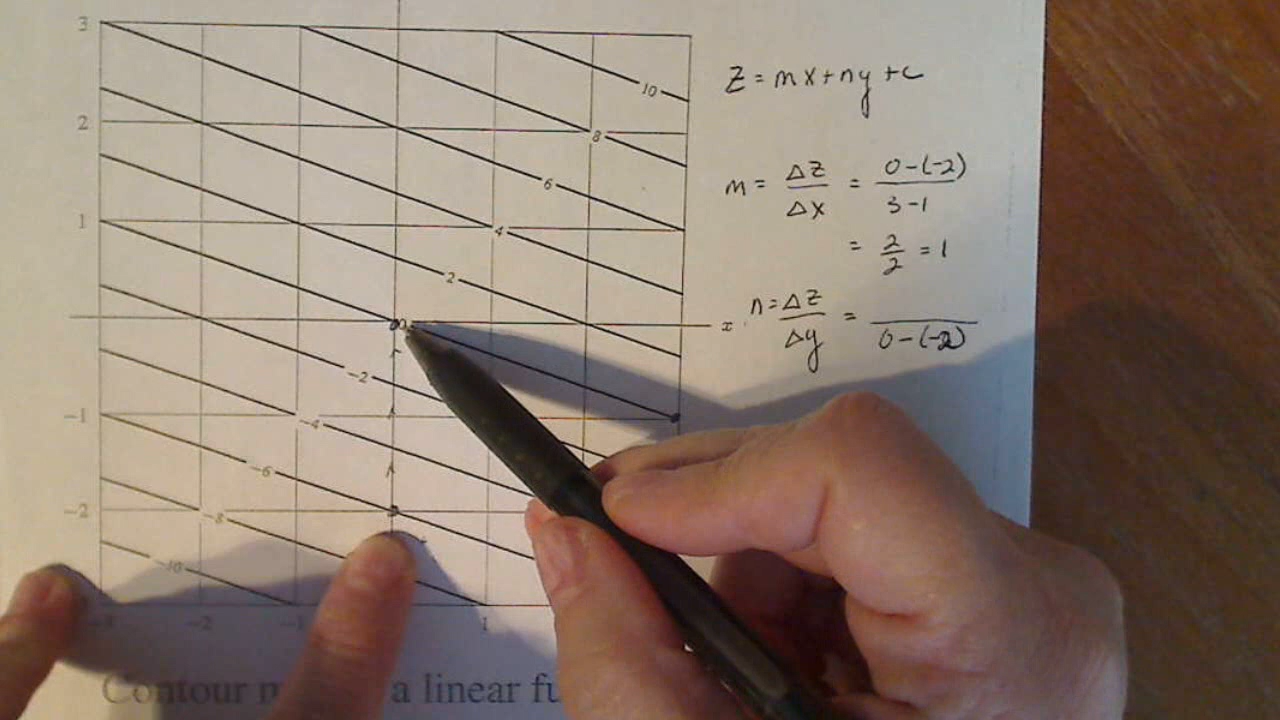 3
z = mx + ny + c
10
2
8
m = Δz/Δx = 0-(-2)/3-1
6
1
4
= 2/2 = 1
2
n = Δz/Δy = /0-(-2)
x
-2
-1
-4
-6
-2
-8
-10
-3 -2 -1 1
Contour a linear fu